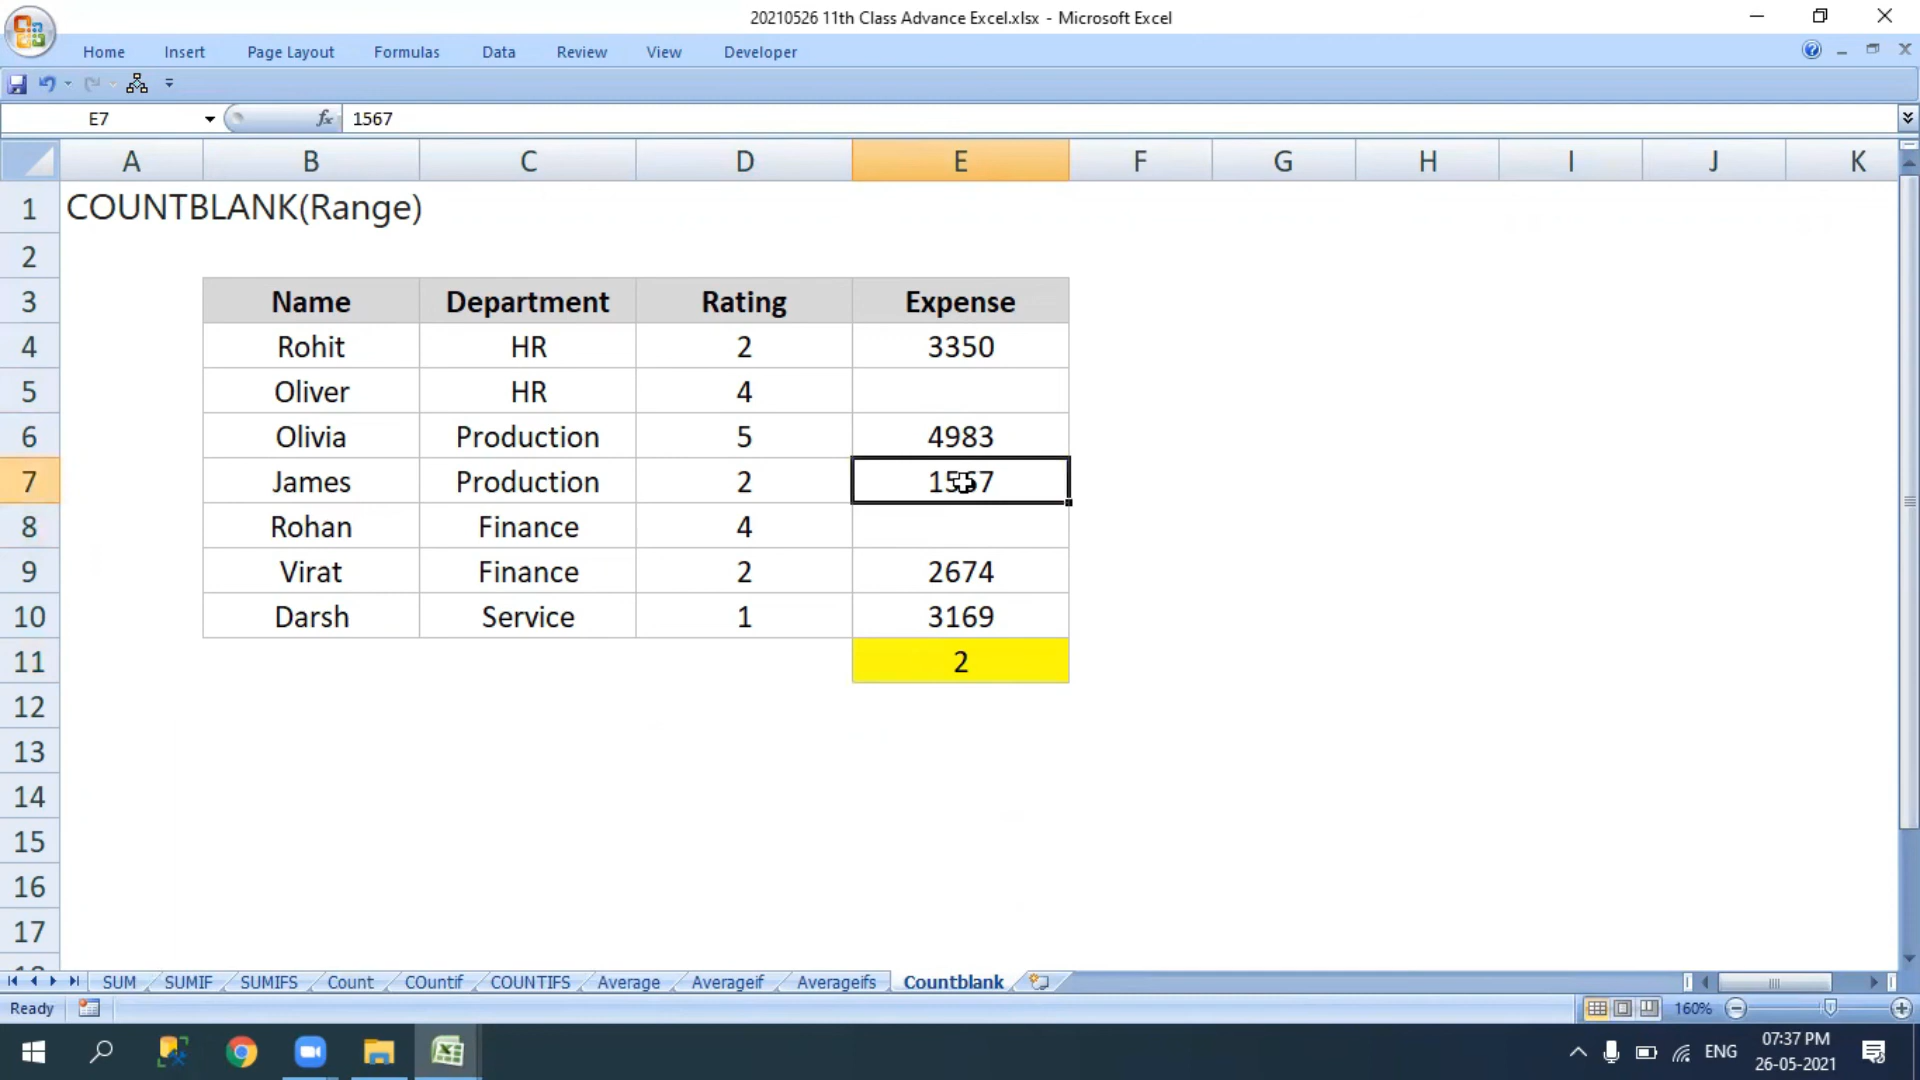 20210526 11th Class Advance Excel.xlsx - Microsoft Excel
Home Insert Page Layout Formulas Data Review View Developer
E7 fx 1567
A B C D E F G H I J K
1 COUNTBLANK(Range)
2
3 Name Department Rating Expense
4 Rohit HR 2 3350
5 Oliver HR 4
6 Olivia Production 5 4983
7 James Production 2 1567
8 Rohan Finance 4
9 Virat Finance 2 2674
10 Darsh Service 1 3169
11 2
12
13
14
15
16
17
SUM SUMIF SUMIFS Count COuntif COUNTIFS Average Averageif Averageifs Countblank
Ready 160%
ENG 07:37 PM
26-05-2021